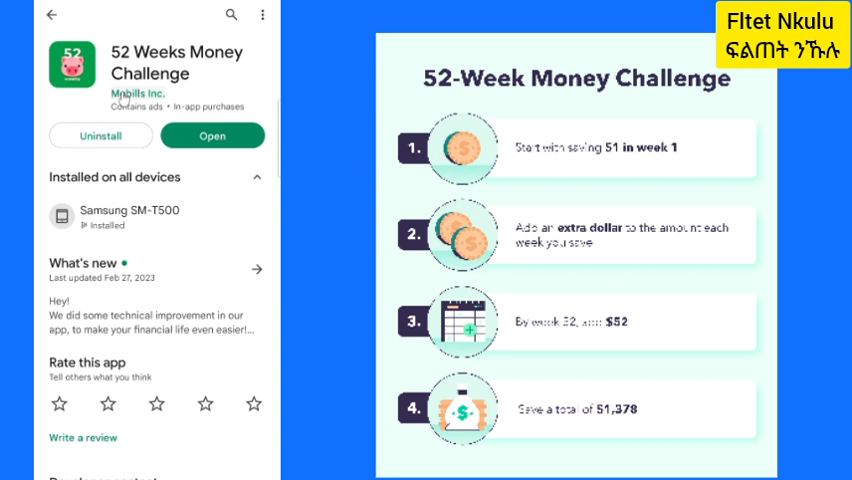 Fltet Nkulu
ፍልጠት ንኹሉ
52 Weeks Money
Challenge
Mobills Inc.
Contains ads • In-app purchases
Uninstall
Open
Installed on all devices
Samsung SM-T500
Installed
What's new
Last updated Feb 27, 2023
Hey!
We did some technical improvement in our
app, to make your financial life even easier!...
Rate this app
Tell others what you think
Write a review
52-Week Money Challenge
1.
Start with saving $1 in week 1
2.
Add an extra dollar to the amount each
week you save
3.
By week 52, $52
4.
Save a total of $1,378